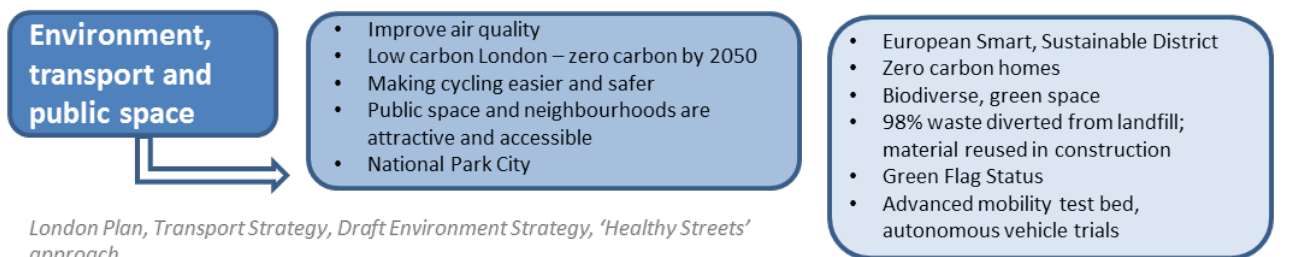 Environment,
transport and
public space
• Improve air quality
• Low carbon London – zero carbon by 2050
• Making cycling easier and safer
• Public space and neighbourhoods are
attractive and accessible
• National Park City
• European Smart, Sustainable District
• Zero carbon homes
• Biodiverse, green space
• 98% waste diverted from landfill;
material reused in construction
• Green Flag Status
• Advanced mobility test bed,
autonomous vehicle trials
London Plan, Transport Strategy, Draft Environment Strategy, ‘Healthy Streets’
approach